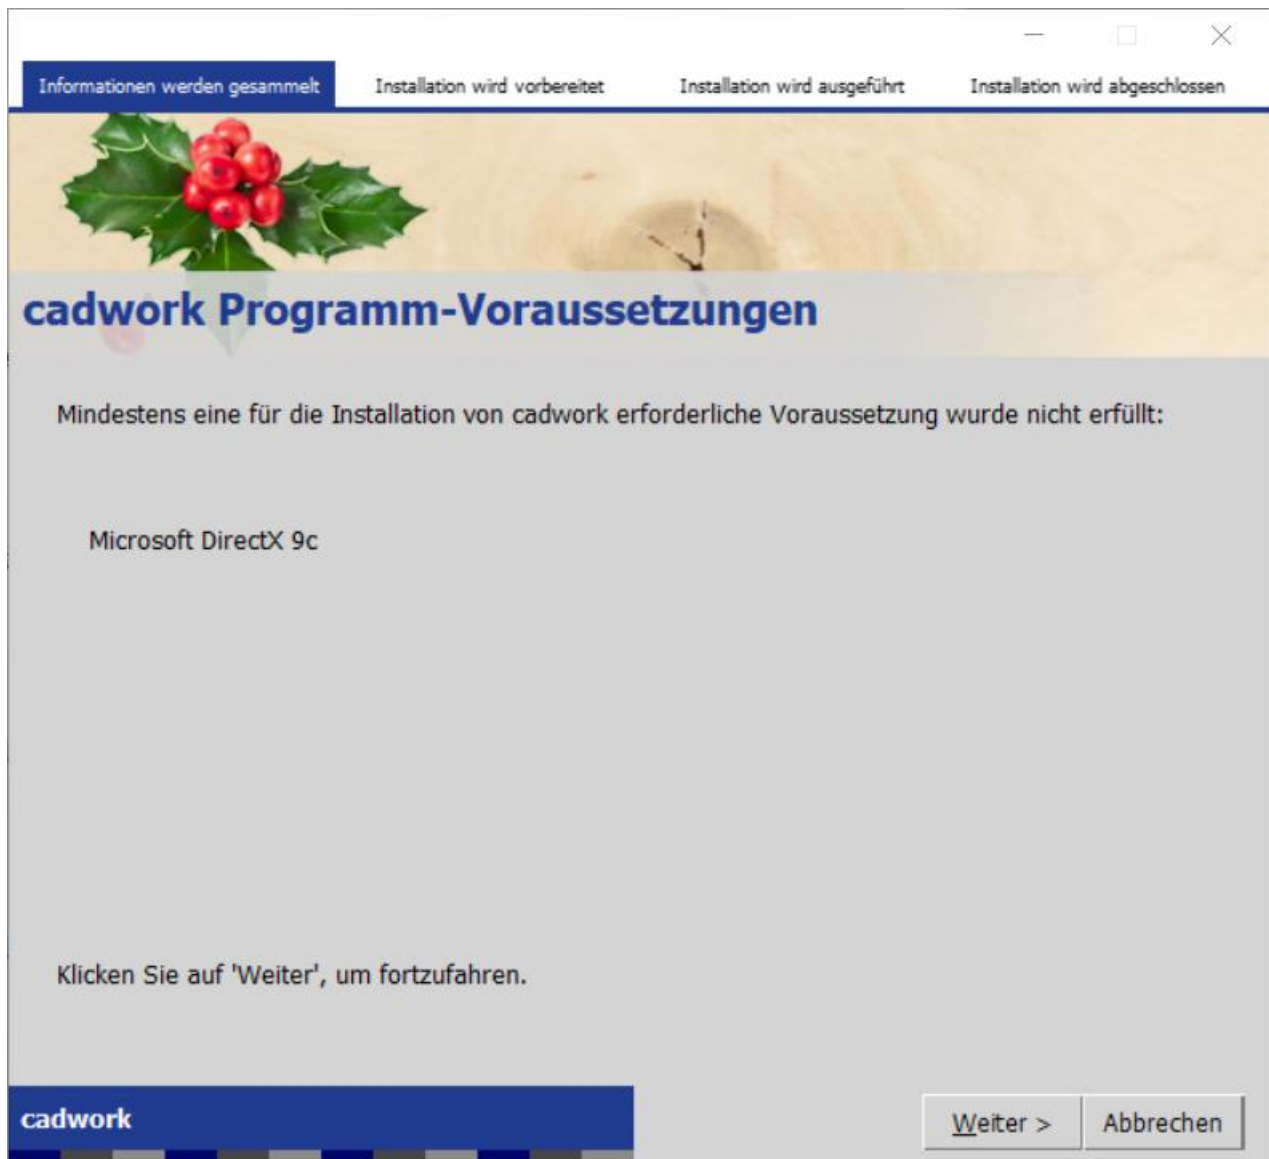 Informationen werden gesammelt Installation wird vorbereitet Installation wird ausgeführt Installation wird abgeschlossen
cadwork Programm-Voraussetzungen
Mindestens eine für die Installation von cadwork erforderliche Voraussetzung wurde nicht erfüllt:
Microsoft DirectX 9c
Klicken Sie auf 'Weiter', um fortzufahren.
cadwork Weiter > Abbrechen